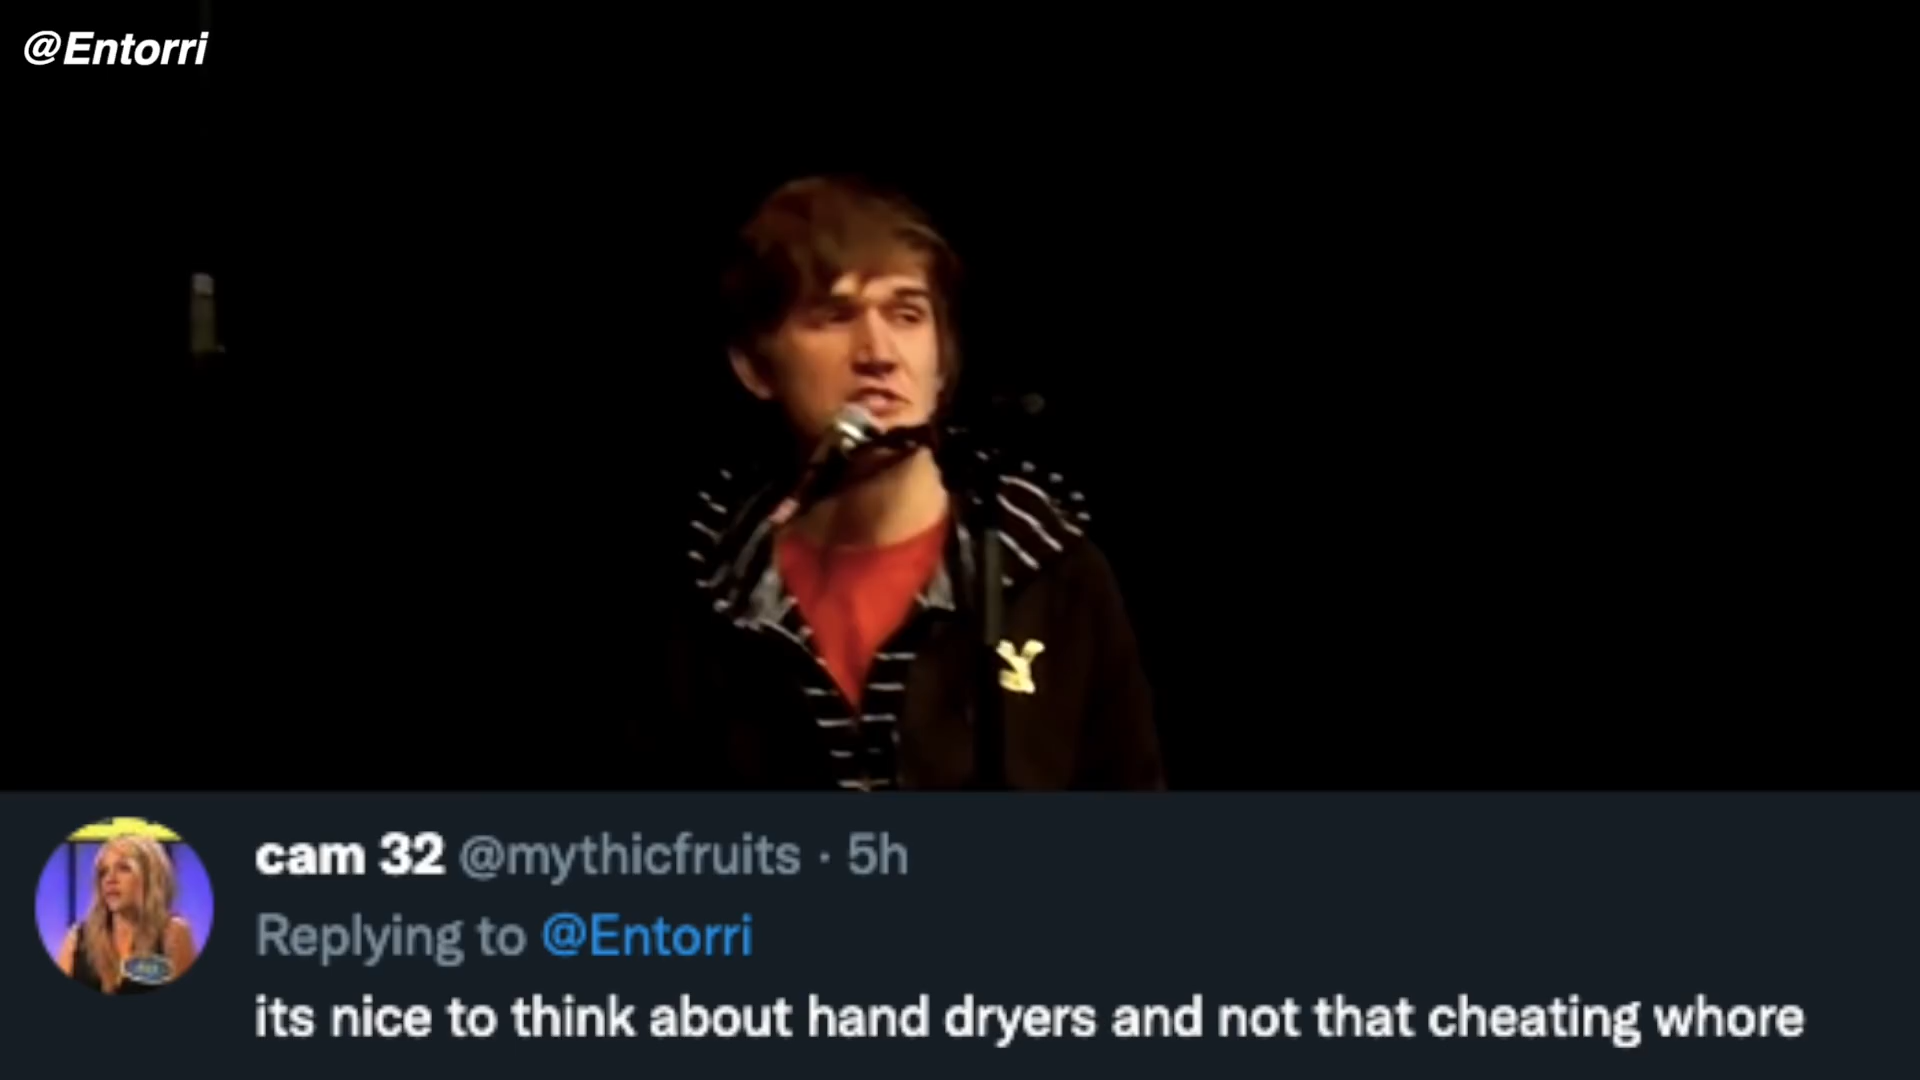 @Entorri
cam 32 @mythicfruits · 5h
Replying to @Entorri
its nice to think about hand dryers and not that cheating whore